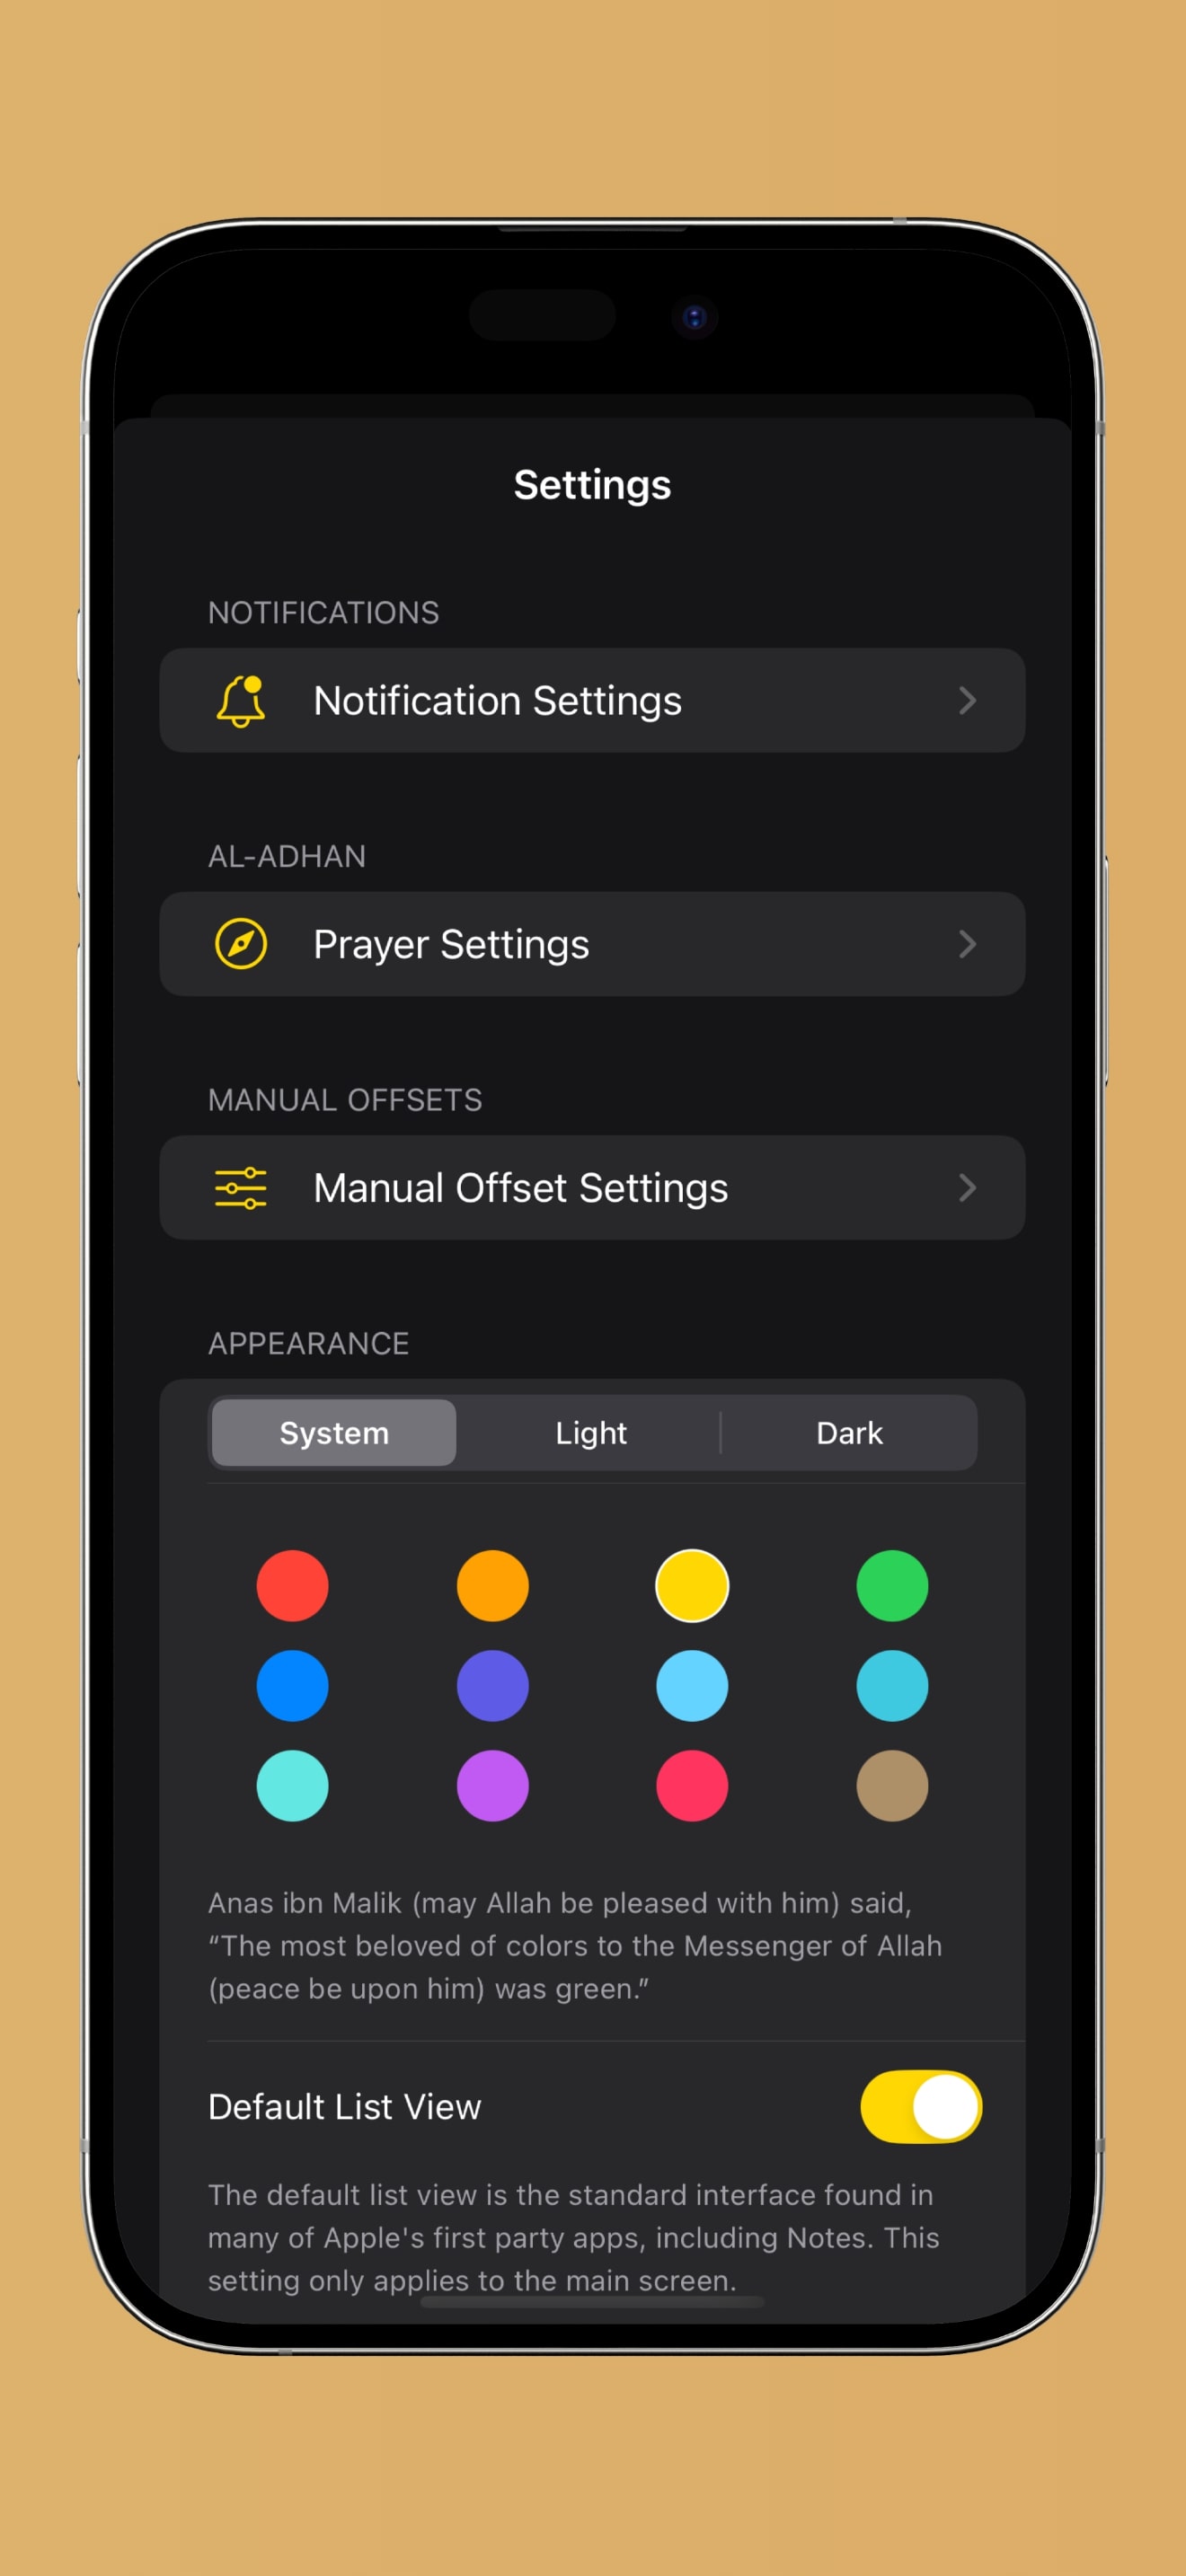 Settings
NOTIFICATIONS
Notification Settings
AL-ADHAN
Prayer Settings
MANUAL OFFSETS
Manual Offset Settings
APPEARANCE
System Light Dark
Anas ibn Malik (may Allah be pleased with him) said,
“The most beloved of colors to the Messenger of Allah
(peace be upon him) was green.”
Default List View
The default list view is the standard interface found in
many of Apple's first party apps, including Notes. This
setting only applies to the main screen.